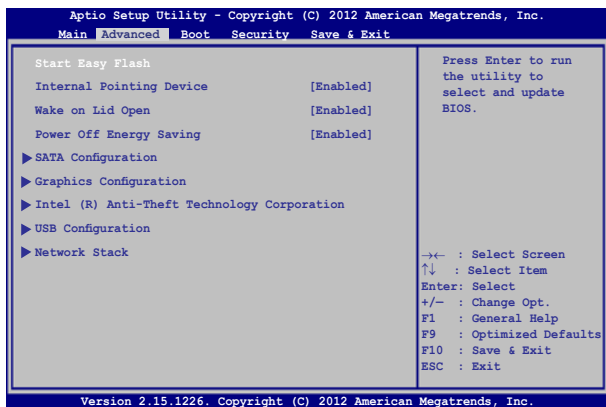 Aptio Setup Utility - Copyright (C) 2012 American Megatrends, Inc.
Main Advanced Boot Security Save & Exit
Start Easy Flash
Internal Pointing Device [Enabled]
Wake on Lid Open [Enabled]
Power Off Energy Saving [Enabled]
SATA Configuration
Graphics Configuration
Intel (R) Anti-Theft Technology Corporation
USB Configuration
Network Stack
Press Enter to run
the utility to
select and update
BIOS.
→← : Select Screen
↑↓ : Select Item
Enter: Select
+/— : Change Opt.
F1 : General Help
F9 : Optimized Defaults
F10 : Save & Exit
ESC : Exit
Version 2.15.1226. Copyright (C) 2012 American Megatrends, Inc.